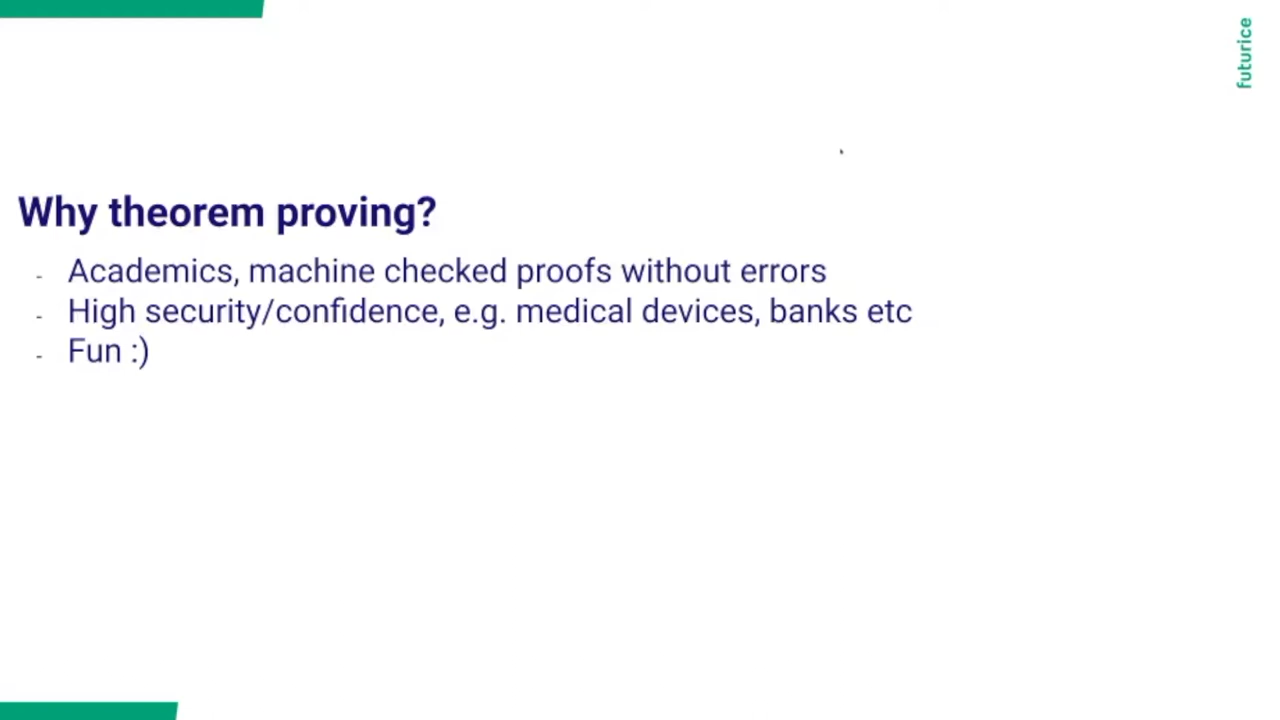 futurice
Why theorem proving?
- Academics, machine checked proofs without errors
- High security/confidence, e.g. medical devices, banks etc
- Fun :)